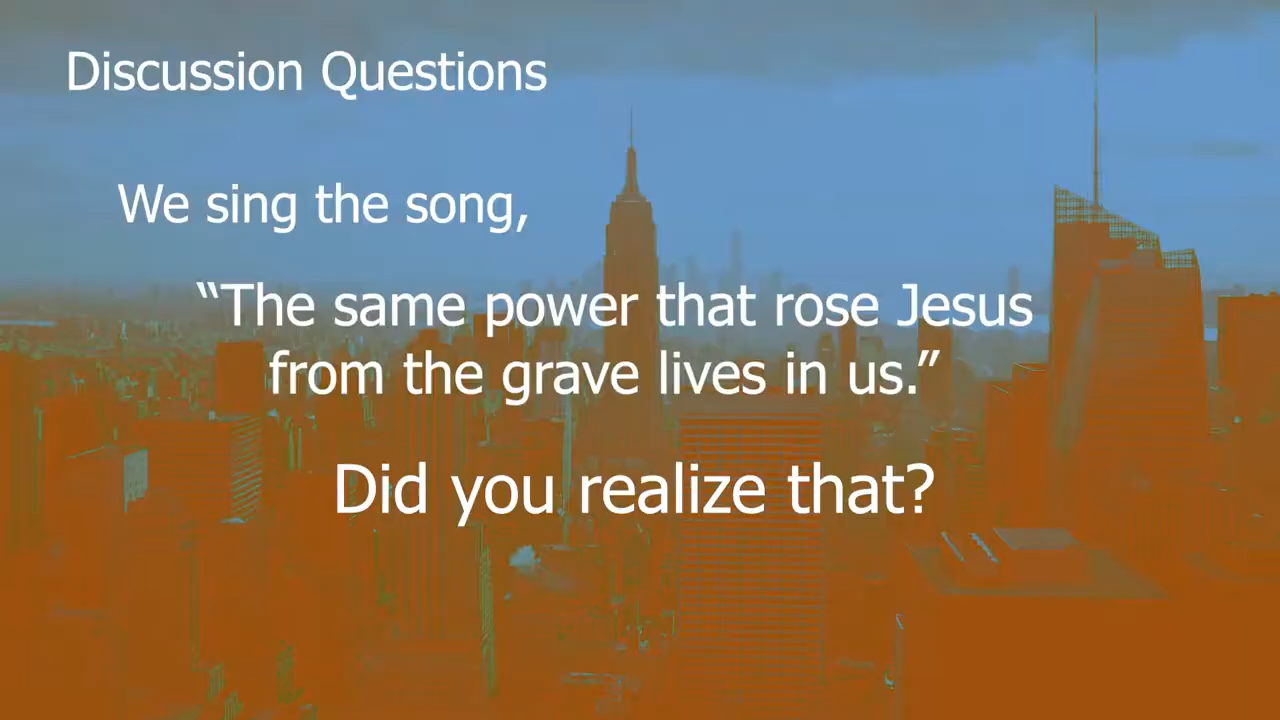 Discussion Questions
We sing the song,
“The same power that rose Jesus
from the grave lives in us.”
Did you realize that?